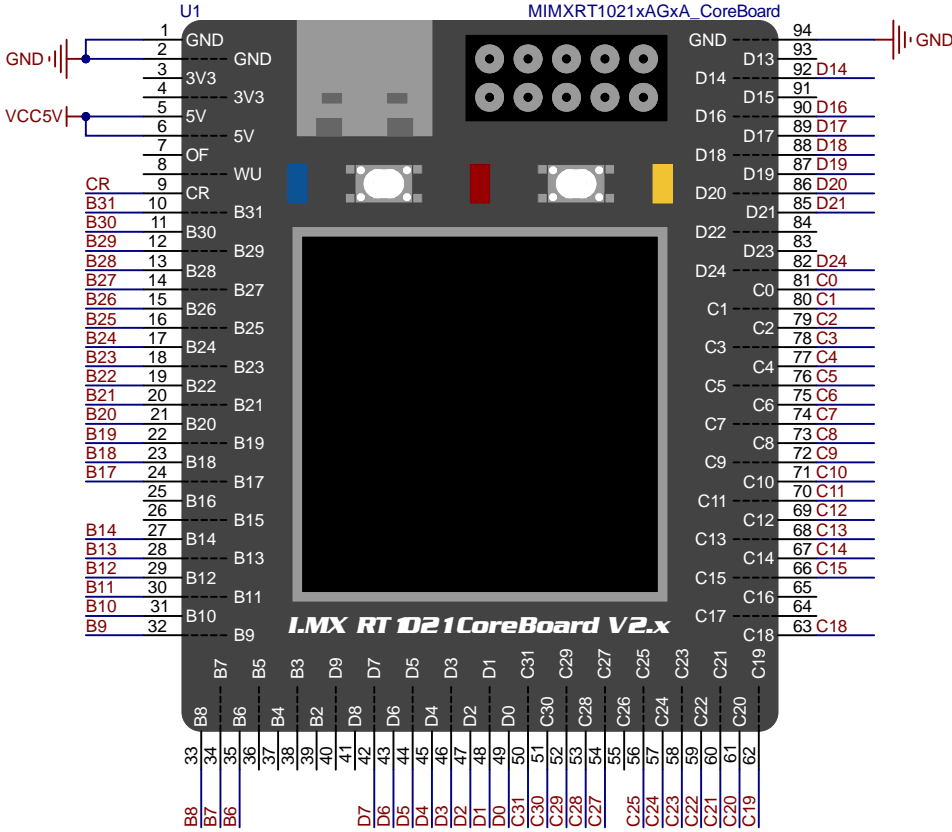 U1 MIMXRT1021xAGxA_CoreBoard
1 GND
GND 2 GND
3 3V3
4 3V3
VCC5V 5 5V
6 5V
7 OF
8 WU
CR 9 CR
B31 10 B31
B30 11 B30
B29 12 B29
B28 13 B28
B27 14 B27
B26 15 B26
B25 16 B25
B24 17 B24
B23 18 B23
B22 19 B22
B21 20 B21
B20 21 B20
B19 22 B19
B18 23 B18
B17 24 B17
25 B16
26 B15
B14 27 B14
B13 28 B13
B12 29 B12
B11 30 B11
B10 31 B10
B9 32 B9
GND 94 GND
D13 93
D14 92 D14
D15 91
D16 90 D16
D17 89 D17
D18 88 D18
D19 87 D19
D20 86 D20
D21 85 D21
D22 84
D23 83
D24 82 D24
C0 81 C0
C1 80 C1
C2 79 C2
C3 78 C3
C4 77 C4
C5 76 C5
C6 75 C6
C7 74 C7
C8 73 C8
C9 72 C9
C10 71 C10
C11 70 C11
C12 69 C12
C13 68 C13
C14 67 C14
C15 66 C15
C16 65
C17 64
C18 63 C18
I.MX RT 1021CoreBoard V2.x
B7 B5 B3 D9 D7 D5 D3 D1 C31 C29 C27 C25 C23 C21 C19
B8 B6 B4 B2 D8 D6 D4 D2 D0 C30 C28 C26 C24 C22 C20
33 34 35 36 37 38 39 40 41 42 43 44 45 46 47 48 49 50 51 52 53 54 55 56 57 58 59 60 61 62
B8 B7 B6 D7 D6 D5 D4 D3 D2 D1 D0 C31 C30 C29 C28 C27 C25 C24 C23 C22 C21 C20 C19